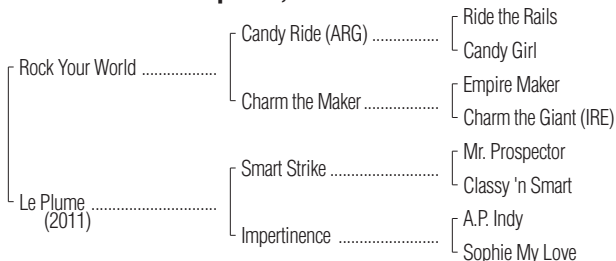 Ride the Rails
Candy Ride (ARG) ................
Candy Girl
Rock Your World .................
Empire Maker
Charm the Maker .................
Charm the Giant (IRE)
Mr. Prospector
Smart Strike .........................
Classy 'n Smart
Le Plume ............................
(2011)
A.P. Indy
Impertinence .......................
Sophie My Love